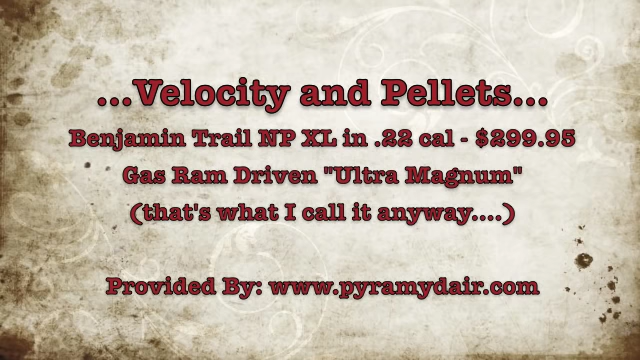 ...Velocity and Pellets...
Benjamin Trail NP XL in .22 cal - $299.95
Gas Ram Driven "Ultra Magnum"
(that's what I call it anyway....)
Provided By: www.pyramydair.com